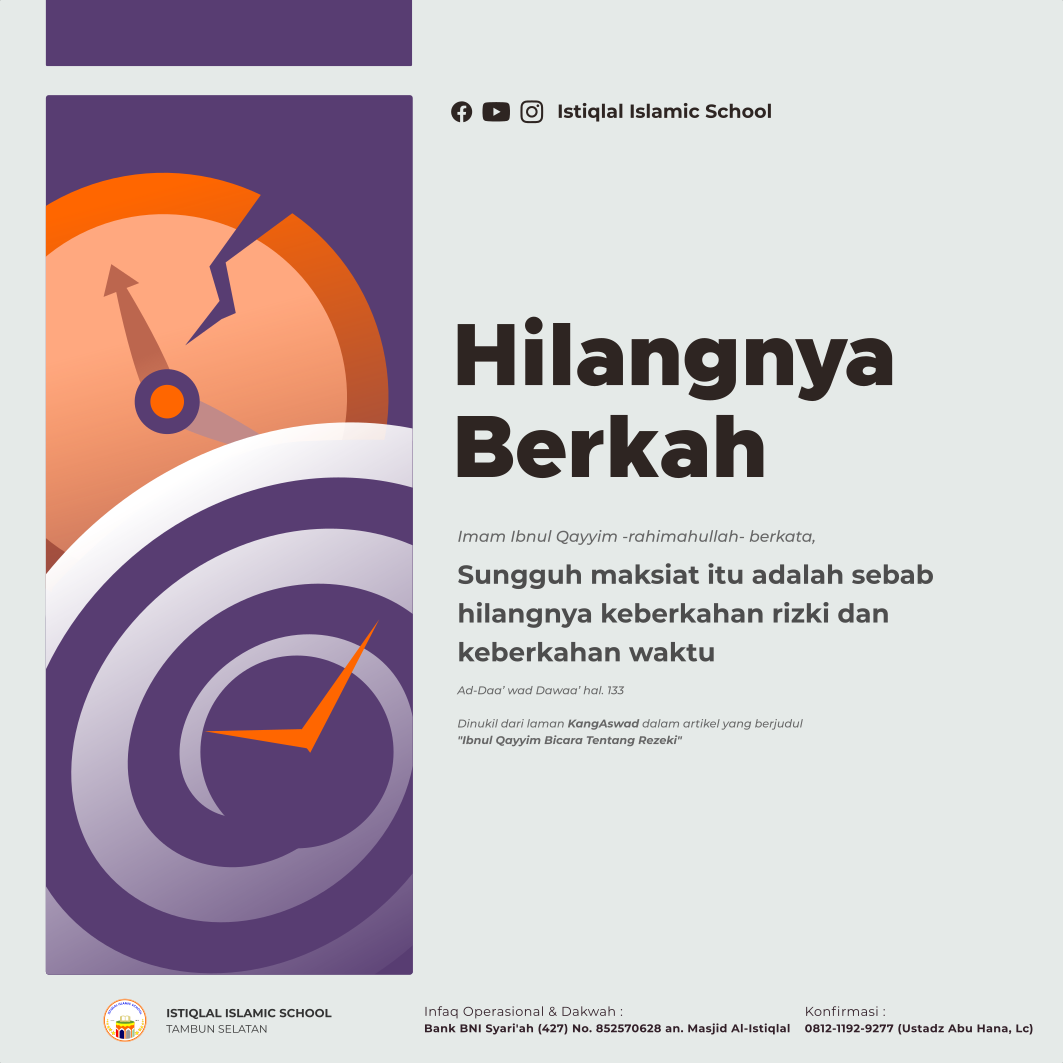 Istiqlal Islamic School
Hilangnya
Berkah
Imam Ibnul Qayyim -rahimahullah- berkata,
Sungguh maksiat itu adalah sebab
hilangnya keberkahan rizki dan
keberkahan waktu
Ad-Daa' wad Dawaa' hal. 133
Dinukil dari laman KangAswad dalam artikel yang berjudul
"Ibnul Qayyim Bicara Tentang Rezeki"
ISTIQLAL ISLAMIC SCHOOL
TAMBUN SELATAN
Infaq Operasional & Dakwah :
Bank BNI Syari'ah (427) No. 852570628 an. Masjid Al-Istiqlal
Konfirmasi :
0812-1192-9277 (Ustadz Abu Hana, Lc)